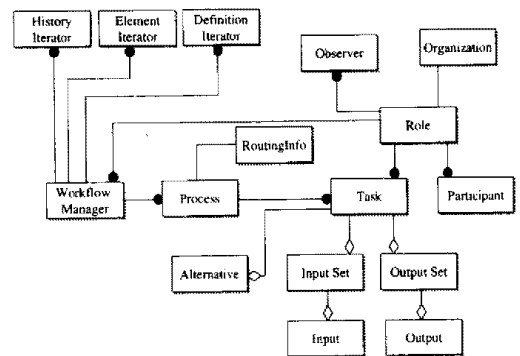 History
Iterator
Element
Iterator
Definition
Iterator
Observer
Organization
Role
RoutingInfo
Workflow
Manager
Process
Task
Participant
Alternative
Input Set
Output Set
Input
Output